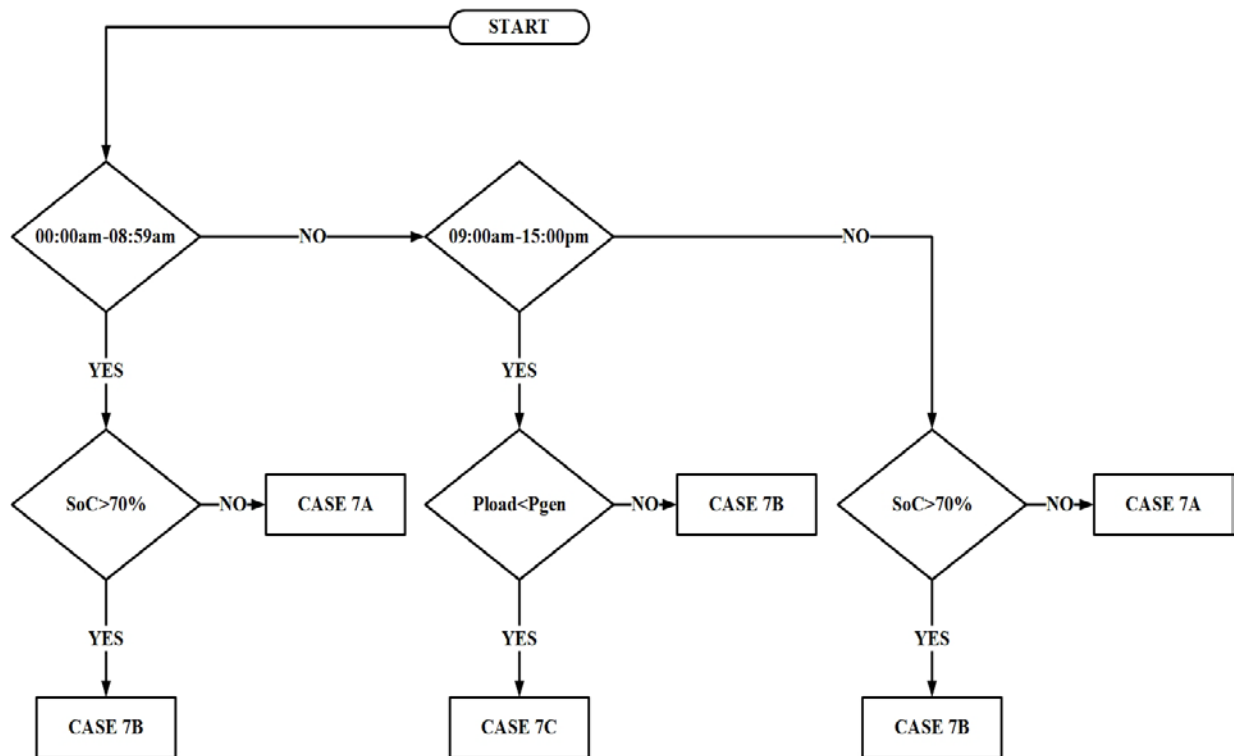 START
00:00am-08:59am
NO
09:00am-15:00pm
NO
YES
YES
SoC>70%
NO
CASE 7A
Pload<Pgen
NO
CASE 7B
SoC>70%
NO
CASE 7A
YES
YES
YES
CASE 7B
CASE 7C
CASE 7B